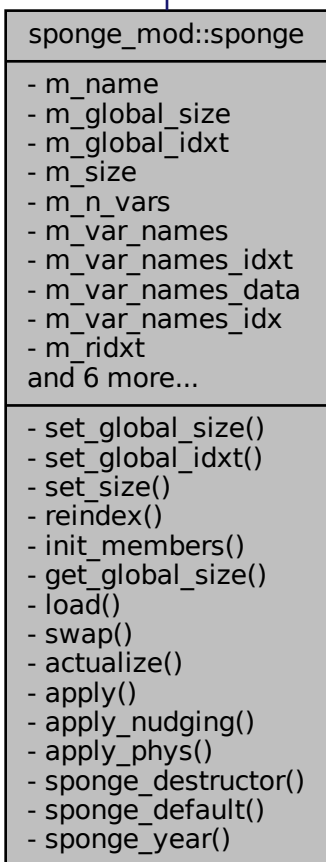 sponge_mod::sponge
- m_name
- m_global_size
- m_global_idxt
- m_size
- m_n_vars
- m_var_names
- m_var_names_idxt
- m_var_names_data
- m_var_names_idx
- m_ridxt
and 6 more...
- set_global_size()
- set_global_idxt()
- set_size()
- reindex()
- init_members()
- get_global_size()
- load()
- swap()
- actualize()
- apply()
- apply_nudging()
- apply_phys()
- sponge_destructor()
- sponge_default()
- sponge_year()